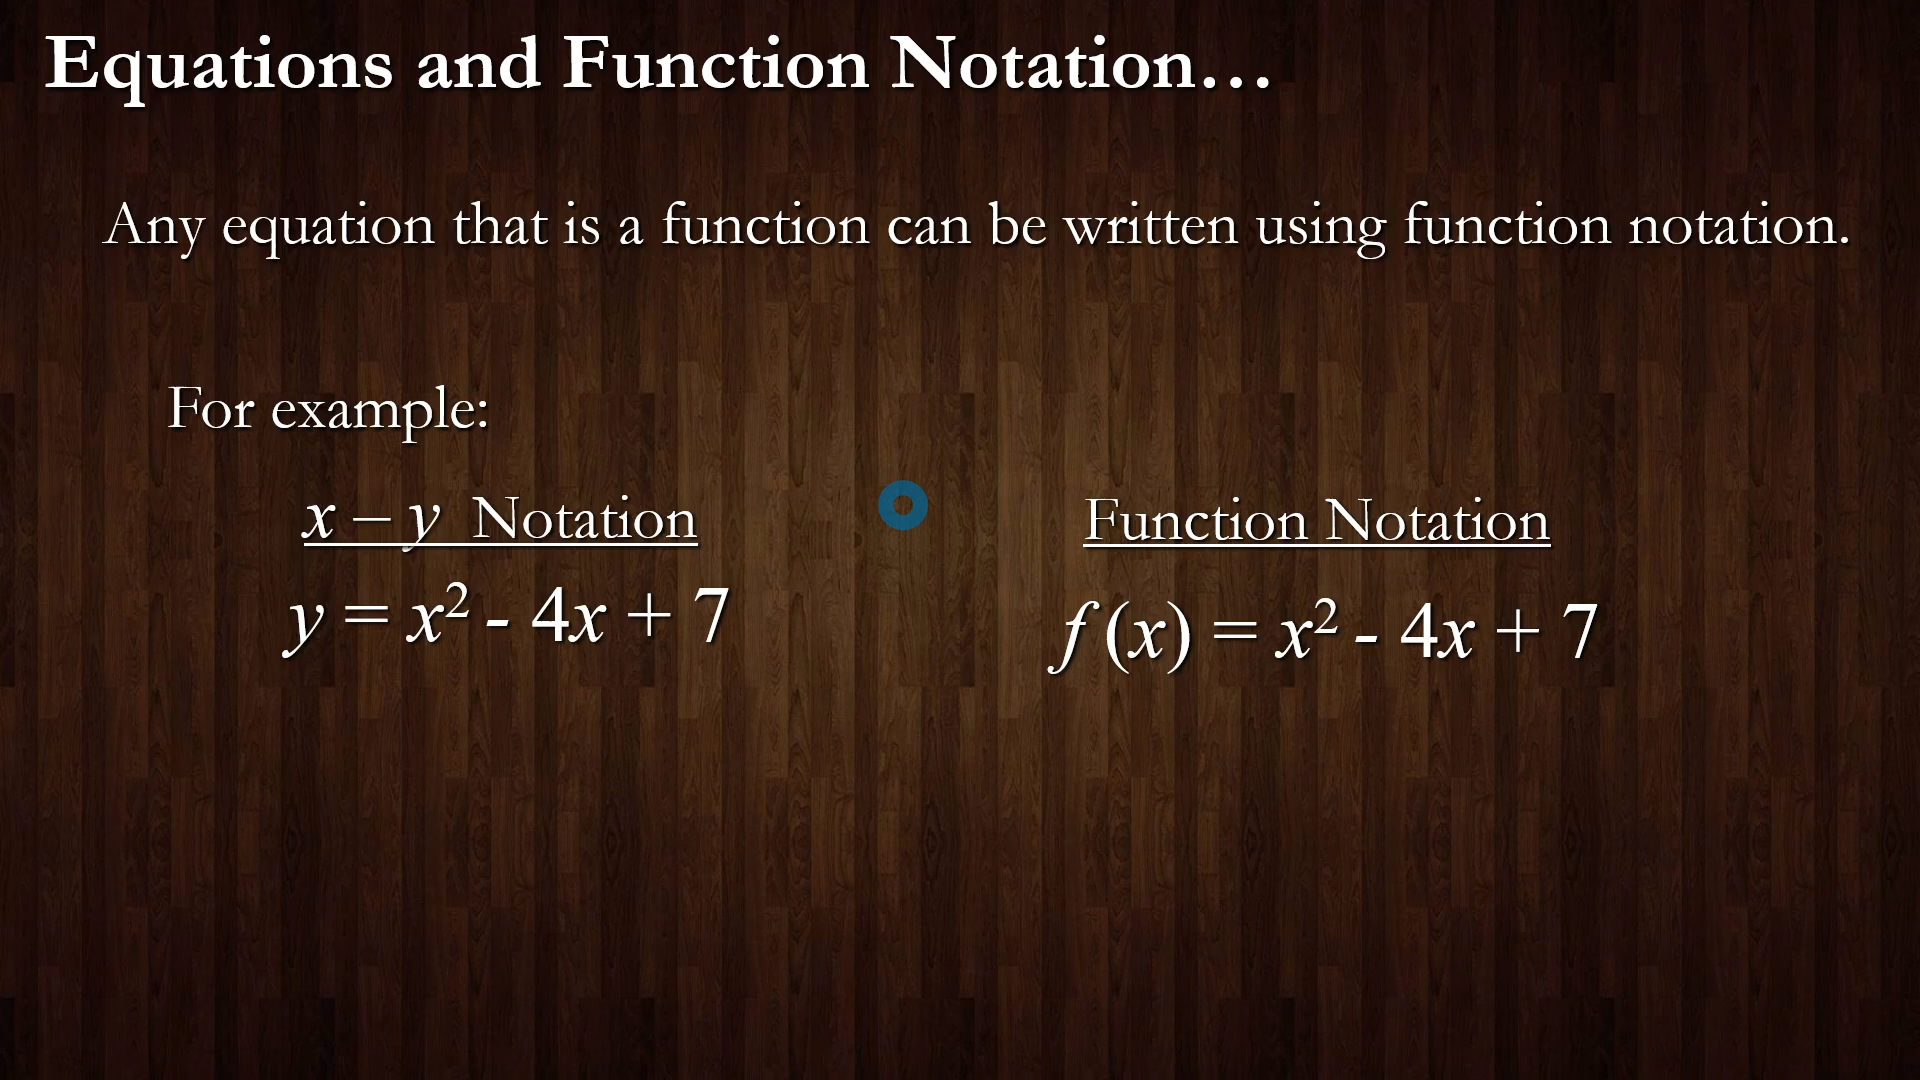 Equations and Function Notation…
Any equation that is a function can be written using function notation.
For example:
x – y Notation
y = x² - 4x + 7
Function Notation
f (x) = x² - 4x + 7